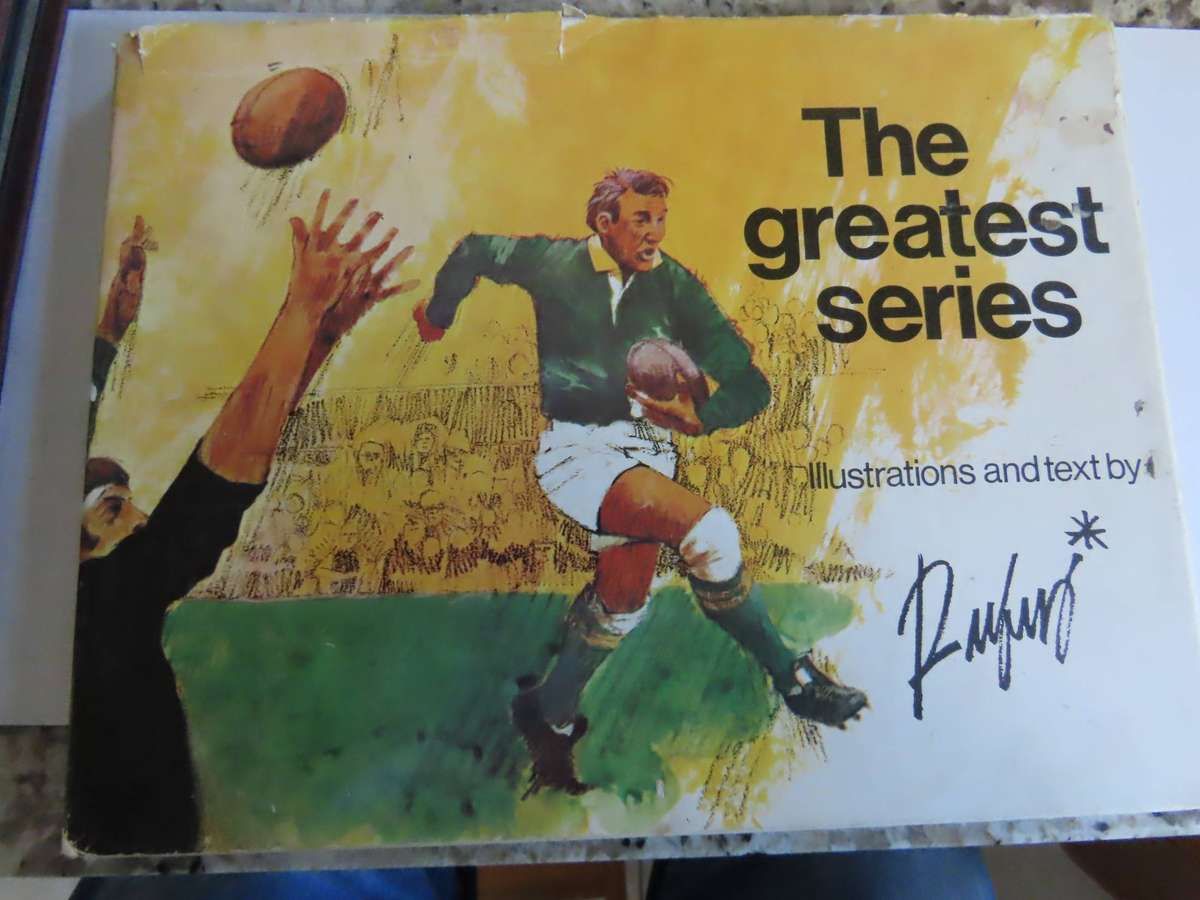 The
greatest
series
Illustrations and text by
Rufus*